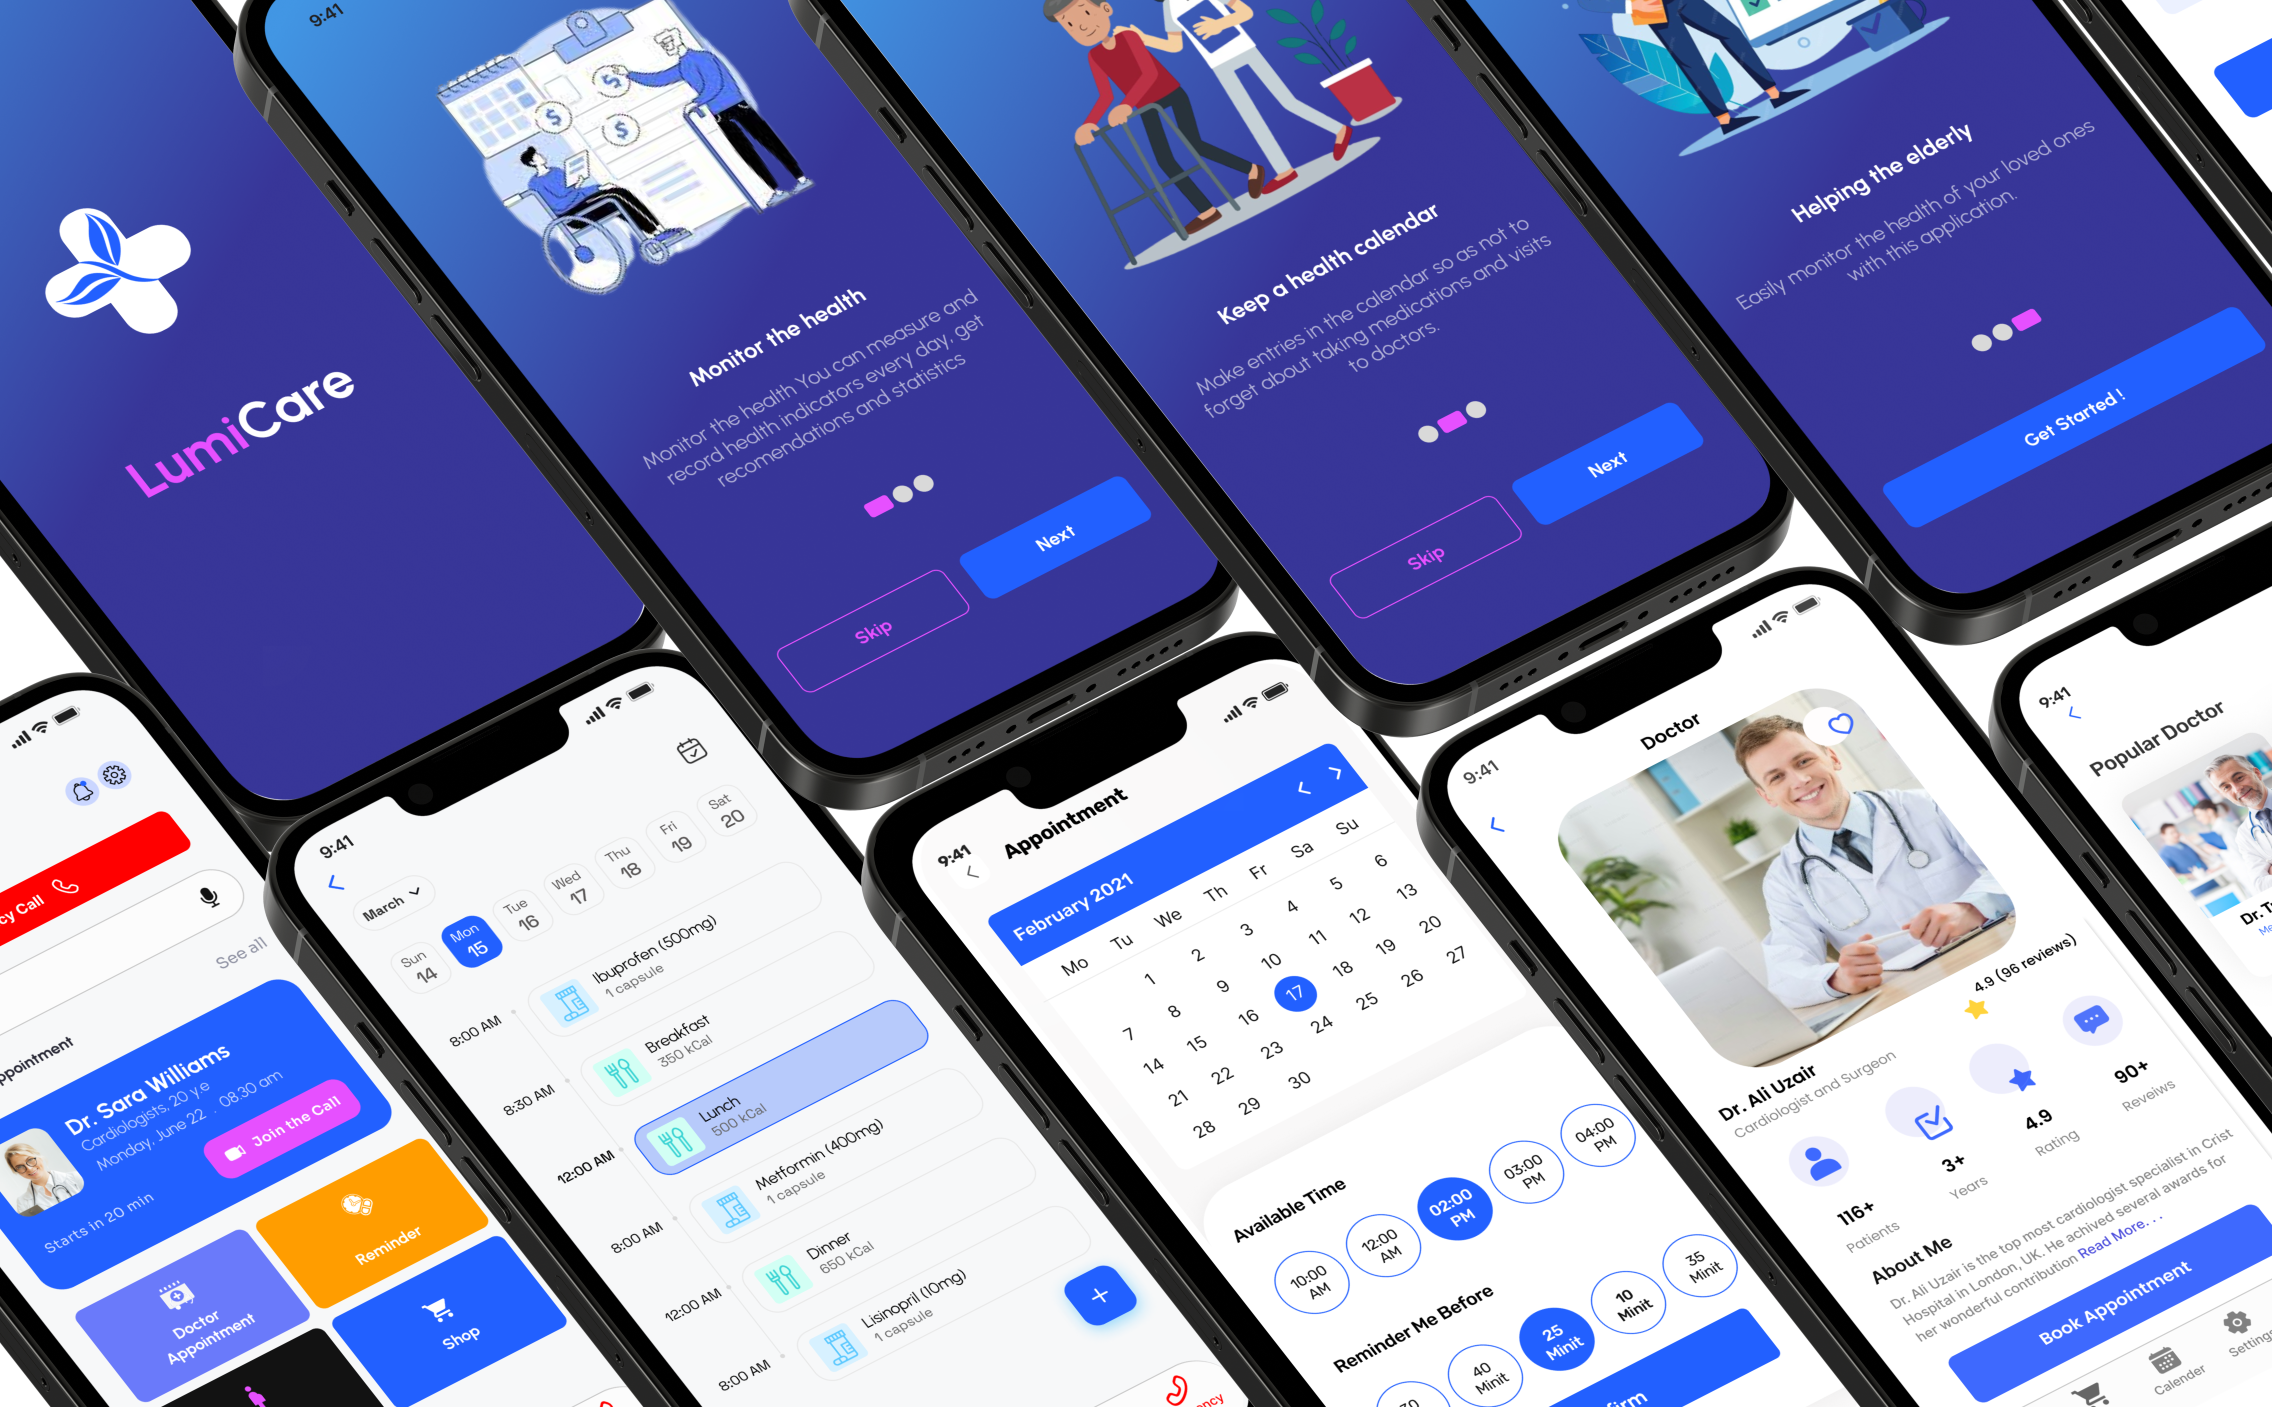 LumiCare
9:41
Monitor the health
Monitor the health You can measure and
record health indicators every day, get
recomendations and statistics
Skip
Next
Keep a health calendar
Make entries in the calendar so as not to
forget about taking medications and visits
to doctors.
Skip
Next
Helping the elderly
Easily monitor the health of your loved ones
with this application.
Get Started !
cy Call
See all
ppointment
Dr. Sara Williams
Cardiologists, 20 y.e
Monday, June 22 . 08:30 am
Join the Call
Starts in 20 min
Doctor
Appointment
Reminder
Shop
9:41
March
Sun 14
Mon 15
Tue 16
Wed 17
Thu 18
Fri 19
Sat 20
8:00 AM
Ibuprofen (500mg)
1 capsule
8:30 AM
Breakfast
350 kCal
12:00 AM
Lunch
500 kCal
8:00 AM
Metformin (400mg)
1 capsule
12:00 AM
Dinner
650 kCal
8:00 AM
Lisinopril (10mg)
1 capsule
+
ency
9:41
Appointment
February 2021
Mo Tu We Th Fr Sa Su
1 2 3 4 5 6
7 8 9 10 11 12 13
14 15 16 17 18 19 20
21 22 23 24 25 26 27
28 29 30
Available Time
10:00 AM
12:00 AM
02:00 PM
03:00 PM
04:00 PM
Reminder Me Before
40 Minit
25 Minit
10 Minit
35 Minit
firm
9:41
Doctor
4.9 (96 reviews)
Dr. Ali Uzair
Cardiologist and Surgeon
116+
Patients
3+
Years
4.9
Rating
90+
Reveiws
About Me
Dr. Ali Uzair is the top most cardiologist specialist in Crist
Hospital in London, UK. He achived several awards for
her wonderful contribution Read More. . .
Book Appointment
Calender
Settings
9:41
Popular Doctor
Dr. T